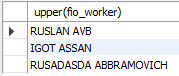 upper(fio_worker)
RUSLAN AVB
IGOT ASSAN
RUSADASDA ABBRAMOVICH